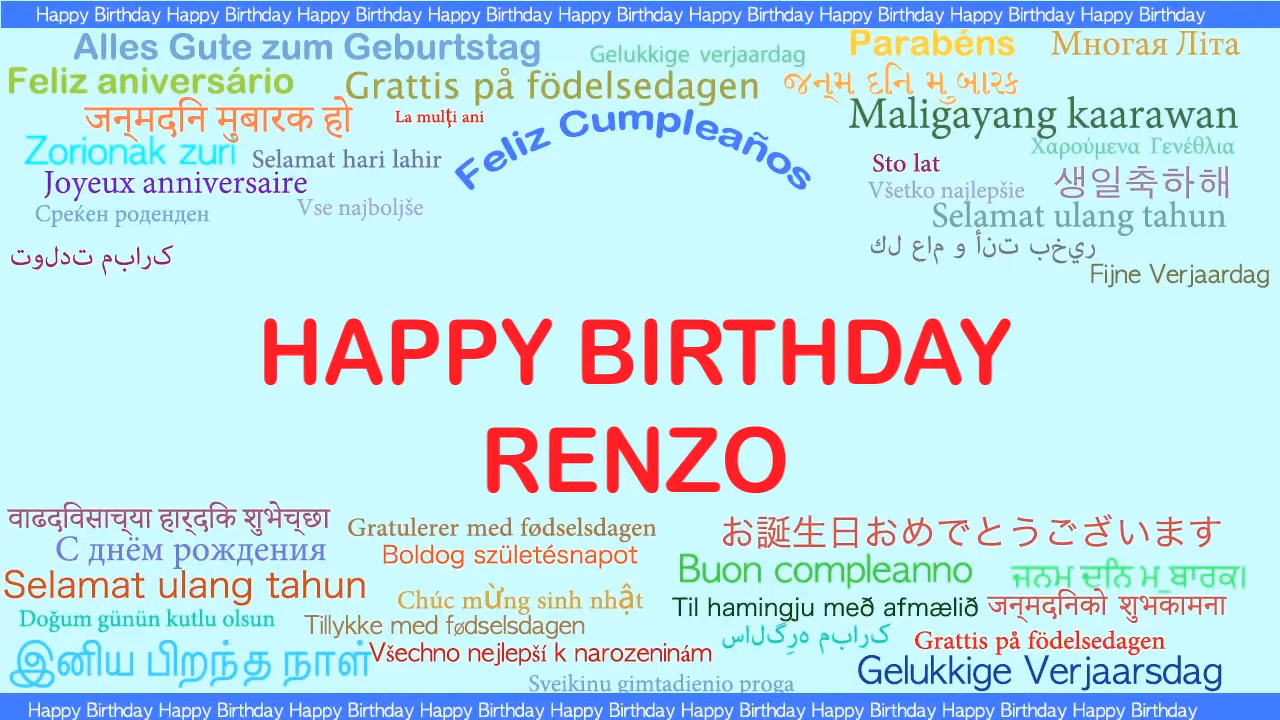 Happy Birthday Happy Birthday Happy Birthday Happy Birthday Happy Birthday Happy Birthday Happy Birthday Happy Birthday Happy Birthday
Alles Gute zum Geburtstag
Gelukkige verjaardag
Parabéns
Многая Літа
Feliz aniversário
Grattis på födelsedagen
જન્મ દનિ મુબારક
जन्मदनि मुबारक हो
La mulţi ani
Feliz Cumpleaños
Maligayang kaarawan
Zorionak zuri
Selamat hari lahir
Χαρούμενα Γενέθλια
Sto lat
Joyeux anniversaire
Všetko najlepšie
생일축하해
Среќен роденден
Vse najboljše
Selamat ulang tahun
تولدت مبارک
كل عام و أنت بخير
Fijne Verjaardag
HAPPY BIRTHDAY
RENZO
वाढदविसाच्या हार्दकि शुभेच्छा
Gratulerer med fødselsdagen
お誕生日おめでとうございます
С днём рождения
Boldog születésnapot
Buon compleanno
ਜਨਮ ਦਨਿ ਮੁਬਾਰਕ।
Selamat ulang tahun
Chúc mừng sinh nhật
Til hamingju með afmælið
जन्मदनिको शुभकामना
Doğum günün kutlu olsun
Tillykke med fødselsdagen
سالگرہ مبارک
Grattis på födelsedagen
இனிய பிறந்த நாள்
Všechno nejlepší k narozeninám
Gelukkige Verjaarsdag
Sveikinu gimtadienio proga
Happy Birthday Happy Birthday Happy Birthday Happy Birthday Happy Birthday Happy Birthday Happy Birthday Happy Birthday Happy Birthday